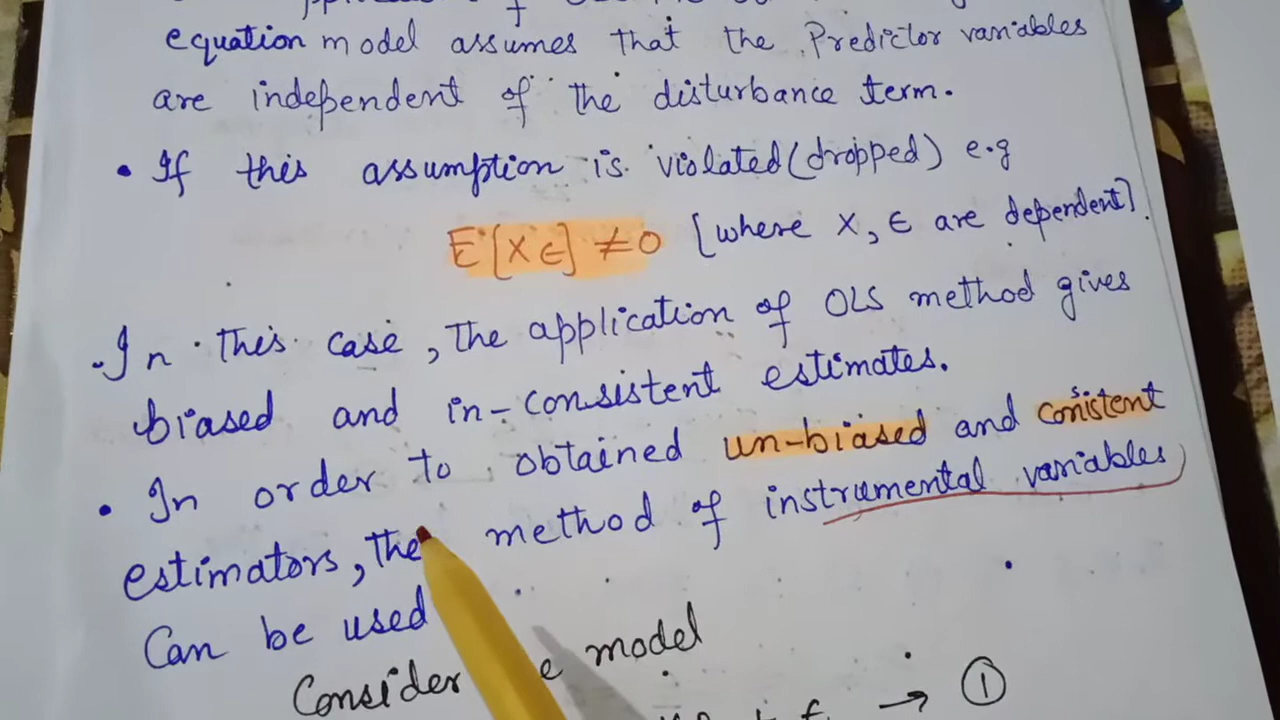 equation model assumes that the Predictor variables
are independent of the disturbance term.
• If this assumption is violated (dropped) e.g
E[X ϵ] ≠ 0 [where X, ϵ are dependent].
In this case, the application of OLS method gives
biased and in-consistent estimates.
• In order to obtained un-biased and consistent
estimators, the method of instrumental variables
Can be used
Consider model
→ ①